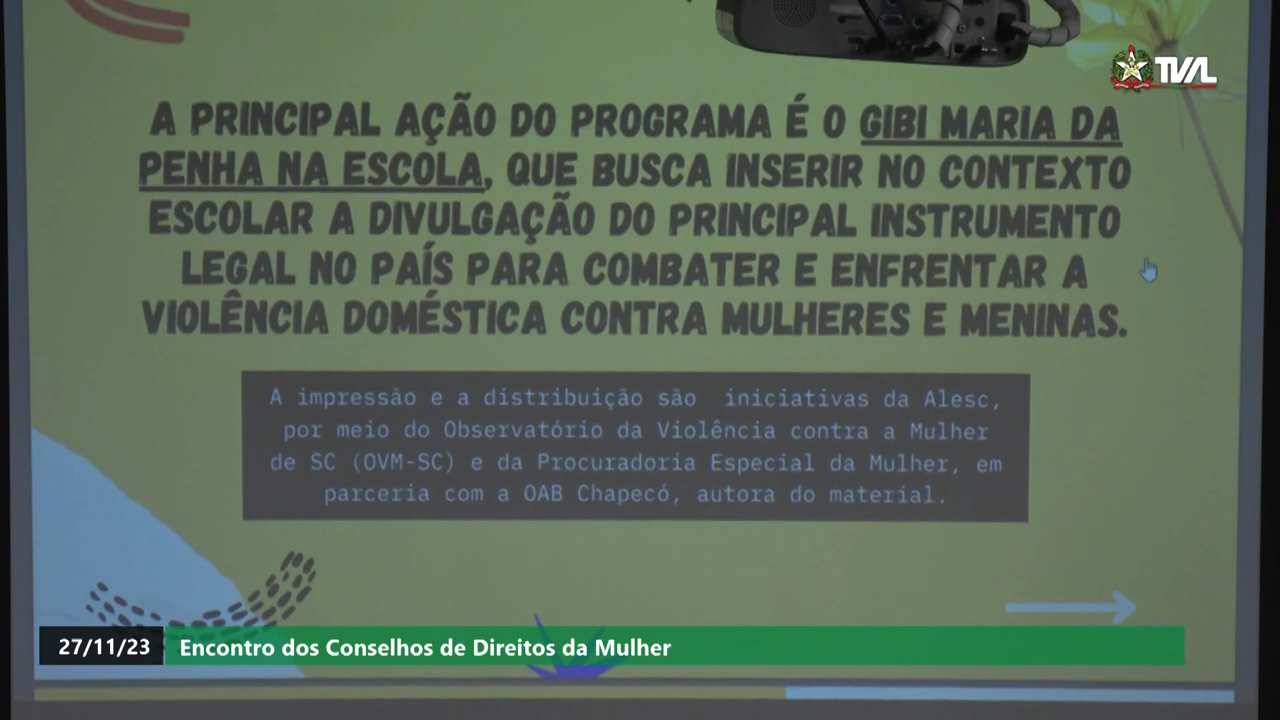 TVAL
A PRINCIPAL AÇÃO DO PROGRAMA É O GIBI MARIA DA
PENHA NA ESCOLA, QUE BUSCA INSERIR NO CONTEXTO
ESCOLAR A DIVULGAÇÃO DO PRINCIPAL INSTRUMENTO
LEGAL NO PAÍS PARA COMBATER E ENFRENTAR A
VIOLÊNCIA DOMÉSTICA CONTRA MULHERES E MENINAS.
A impressão e a distribuição são iniciativas da Alesc,
por meio do Observatório da Violência contra a Mulher
de SC (OVM-SC) e da Procuradoria Especial da Mulher, em
parceria com a OAB Chapecó, autora do material.
27/11/23 Encontro dos Conselhos de Direitos da Mulher